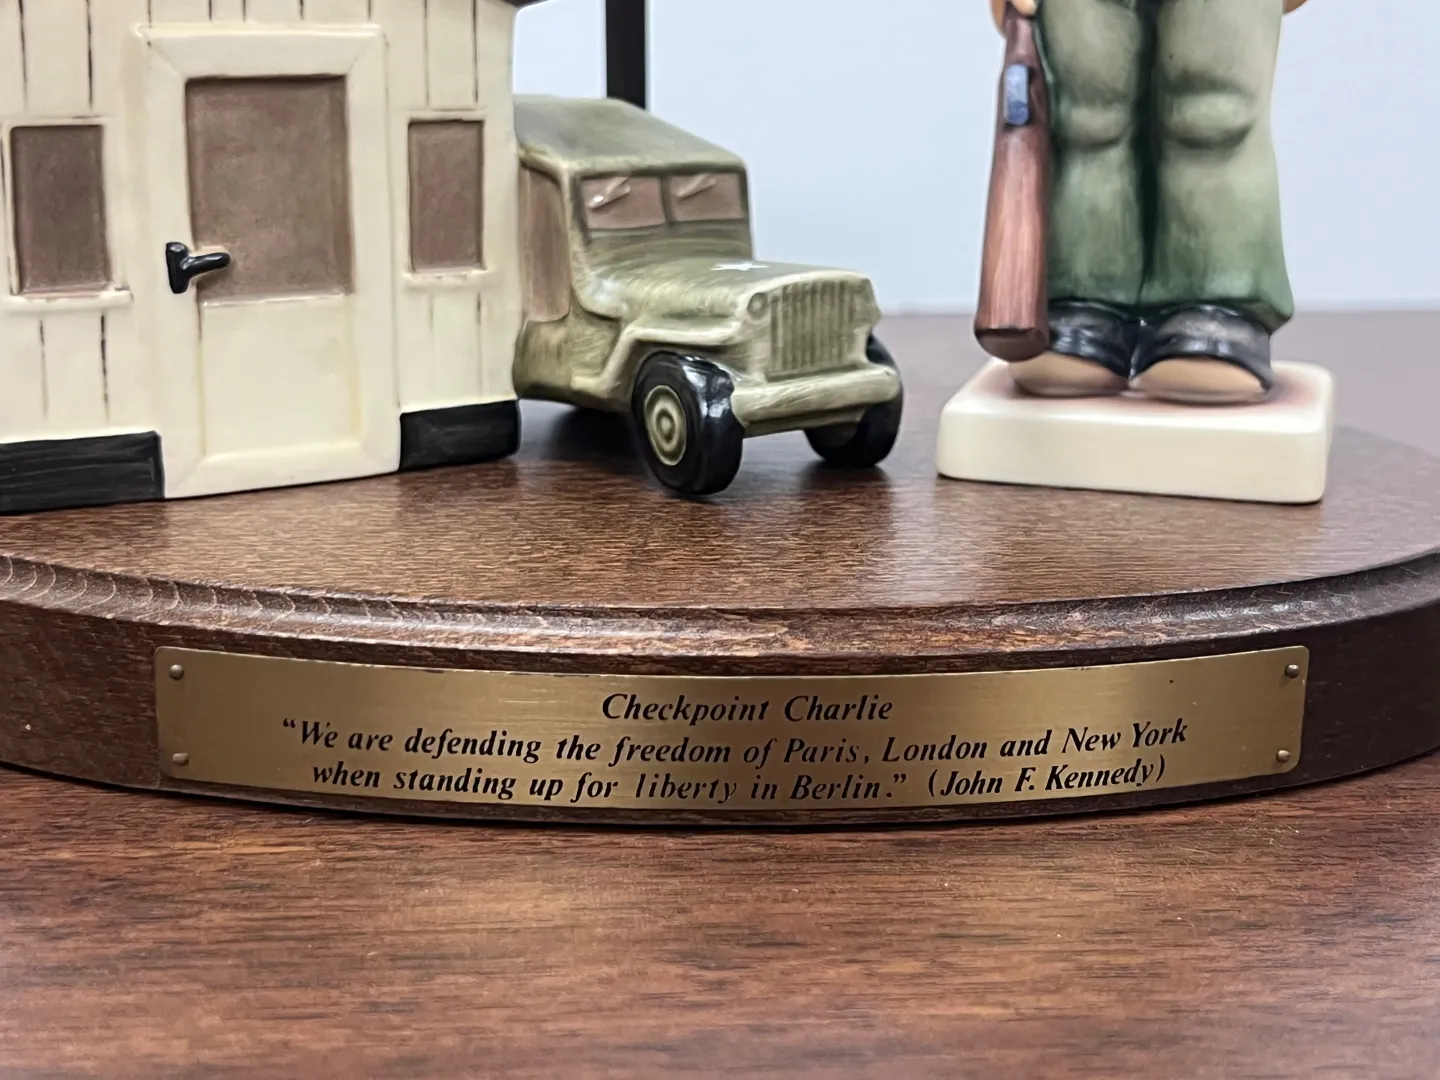 Checkpoint Charlie
“We are defending the freedom of Paris, London and New York
when standing up for liberty in Berlin.” (John F. Kennedy)